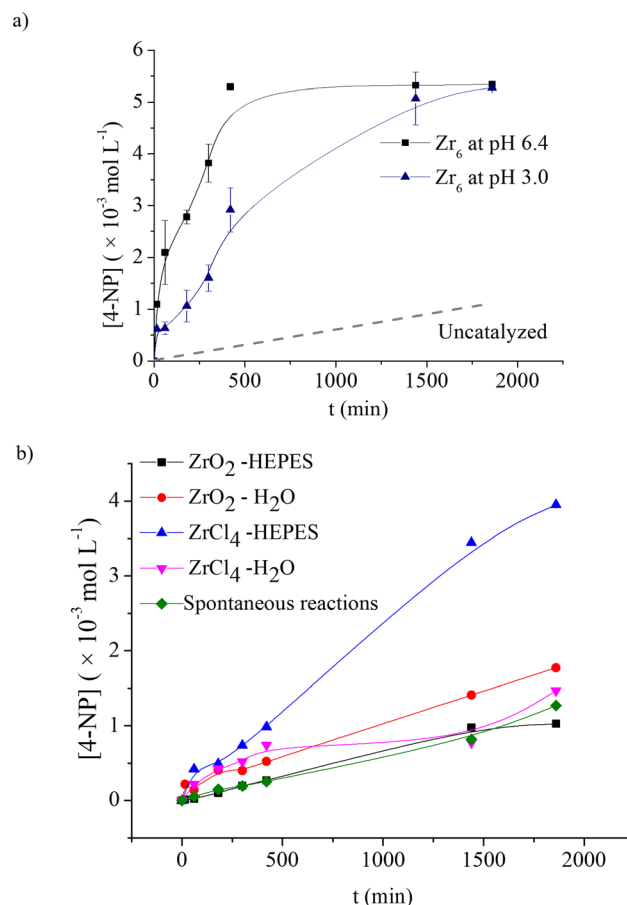 a)
6
5
4
3
2
1
0
[4-NP] ( × 10⁻³ mol L⁻¹)
Zr₆ at pH 6.4
Zr₆ at pH 3.0
Uncatalyzed
0 500 1000 1500 2000
t (min)
b)
ZrO₂ -HEPES
ZrO₂ - H₂O
ZrCl₄ -HEPES
ZrCl₄ -H₂O
Spontaneous reactions
4
3
2
1
0
[4-NP] ( × 10⁻³ mol L⁻¹)
0 500 1000 1500 2000
t (min)